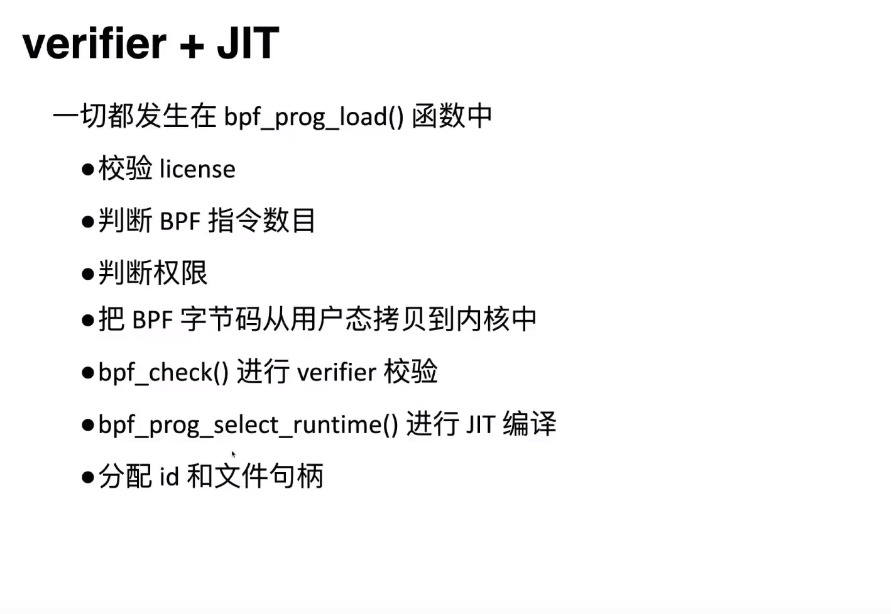 verifier + JIT
一切都发生在 bpf_prog_load() 函数中
●校验 license
●判断 BPF 指令数目
●判断权限
●把 BPF 字节码从用户态拷贝到内核中
●bpf_check() 进行 verifier 校验
●bpf_prog_select_runtime() 进行 JIT 编译
●分配 id 和文件句柄